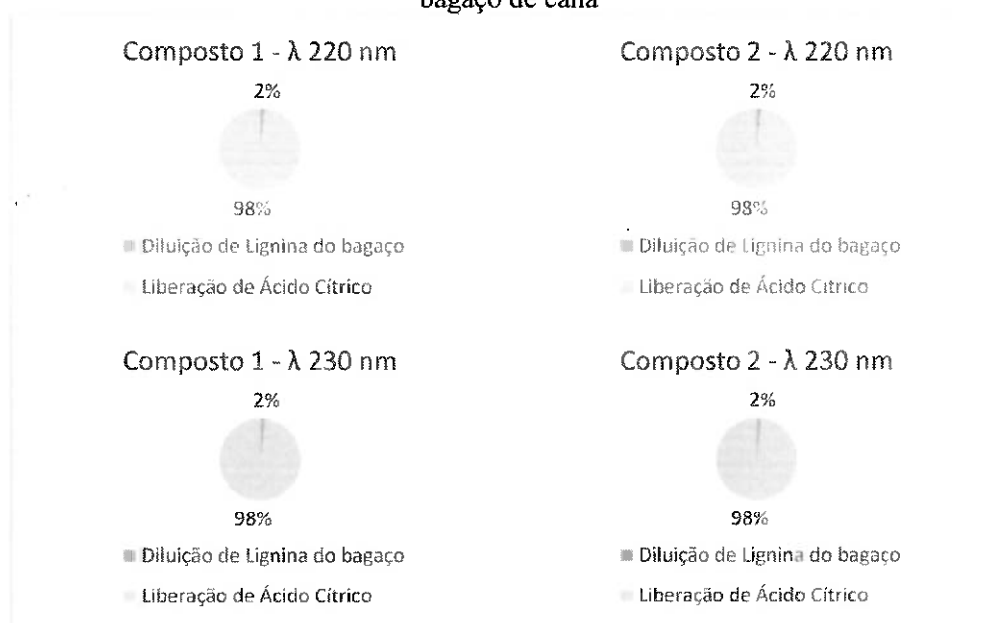 bagaço de cana
Composto 1 - λ 220 nm
2%
98%
Diluição de Lignina do bagaço
Liberação de Ácido Cítrico
Composto 2 - λ 220 nm
2%
98%
Diluição de Lignina do bagaço
Liberação de Ácido Cítrico
Composto 1 - λ 230 nm
2%
98%
Diluição de Lignina do bagaço
Liberação de Ácido Cítrico
Composto 2 - λ 230 nm
2%
98%
Diluição de Lignina do bagaço
Liberação de Ácido Cítrico